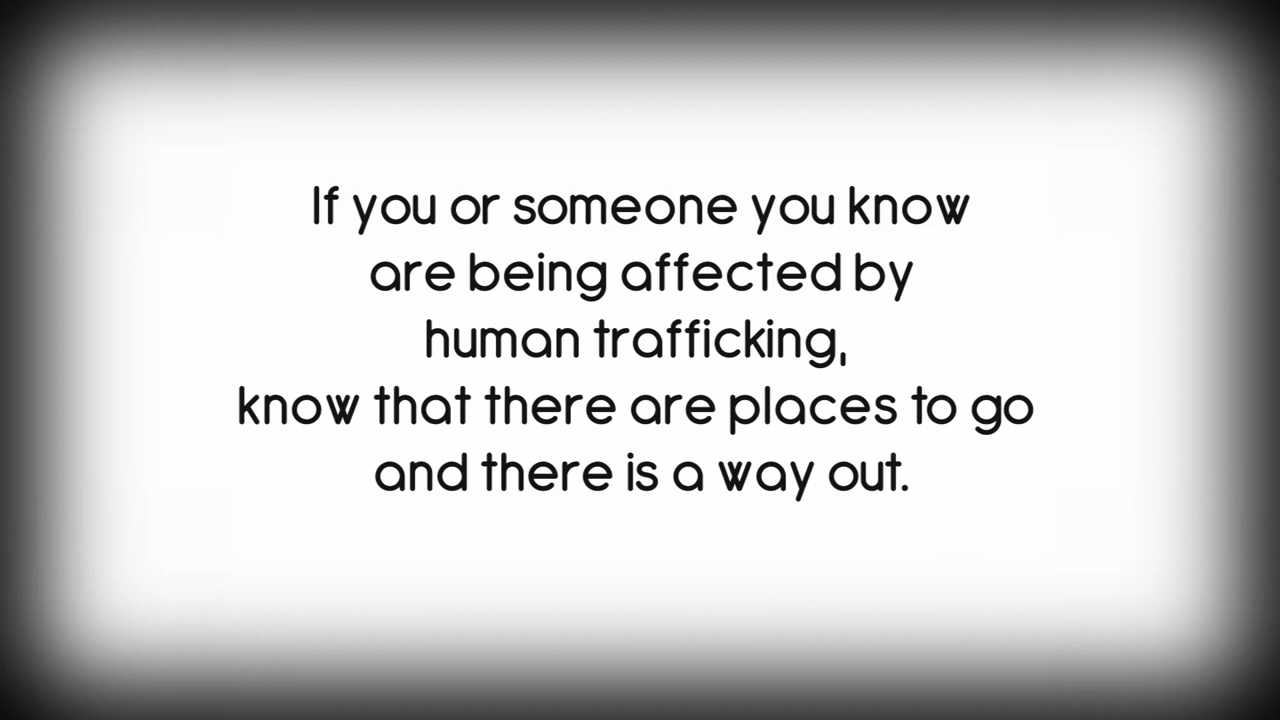 If you or someone you know
are being affected by
human trafficking,
know that there are places to go
and there is a way out.